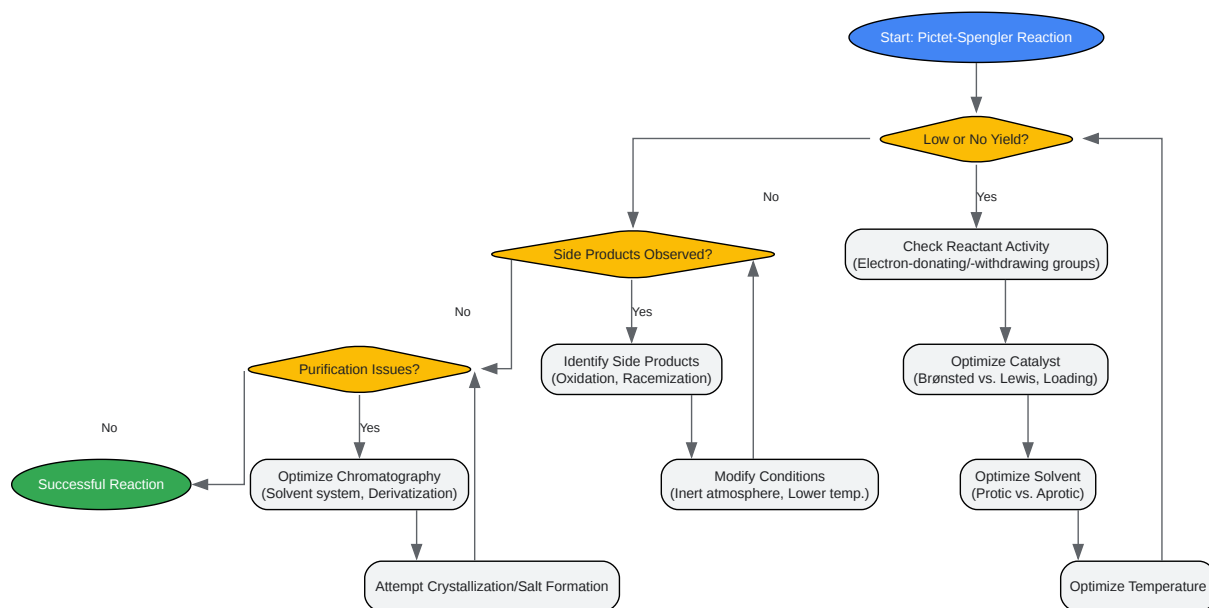 Start: Pictet-Spengler Reaction
Low or No Yield?
No
Yes
Side Products Observed?
Check Reactant Activity
(Electron-donating/-withdrawing groups)
No
Yes
Purification Issues?
Identify Side Products
(Oxidation, Racemization)
Optimize Catalyst
(Brønsted vs. Lewis, Loading)
No
Yes
Successful Reaction
Optimize Chromatography
(Solvent system, Derivatization)
Modify Conditions
(Inert atmosphere, Lower temp.)
Optimize Solvent
(Protic vs. Aprotic)
Attempt Crystallization/Salt Formation
Optimize Temperature